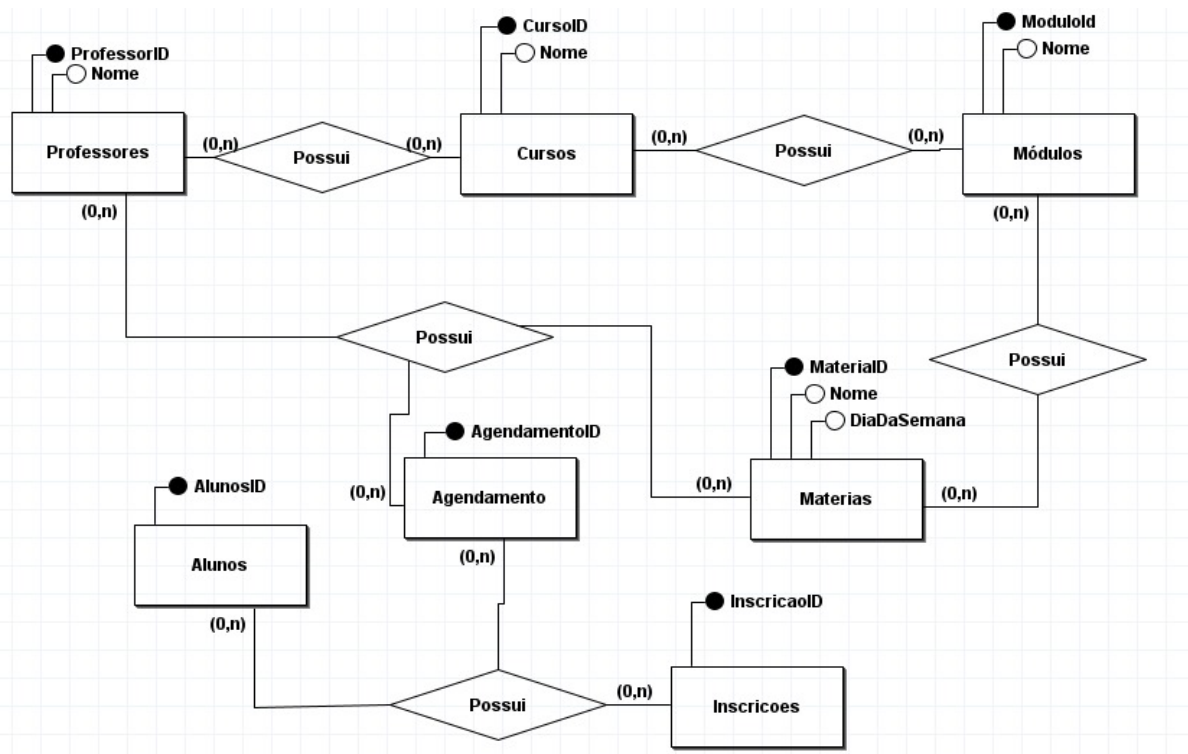 ProfessorID
Nome
CursoID
Nome
ModuloId
Nome
Professores
(0,n)
Possui
(0,n)
Cursos
(0,n)
Possui
(0,n)
Módulos
(0,n)
(0,n)
Possui
Possui
MateriaID
Nome
DiaDaSemana
AgendamentoID
(0,n)
Agendamento
(0,n)
Materias
(0,n)
AlunosID
Alunos
(0,n)
(0,n)
InscricaoID
Possui
(0,n)
Inscricoes